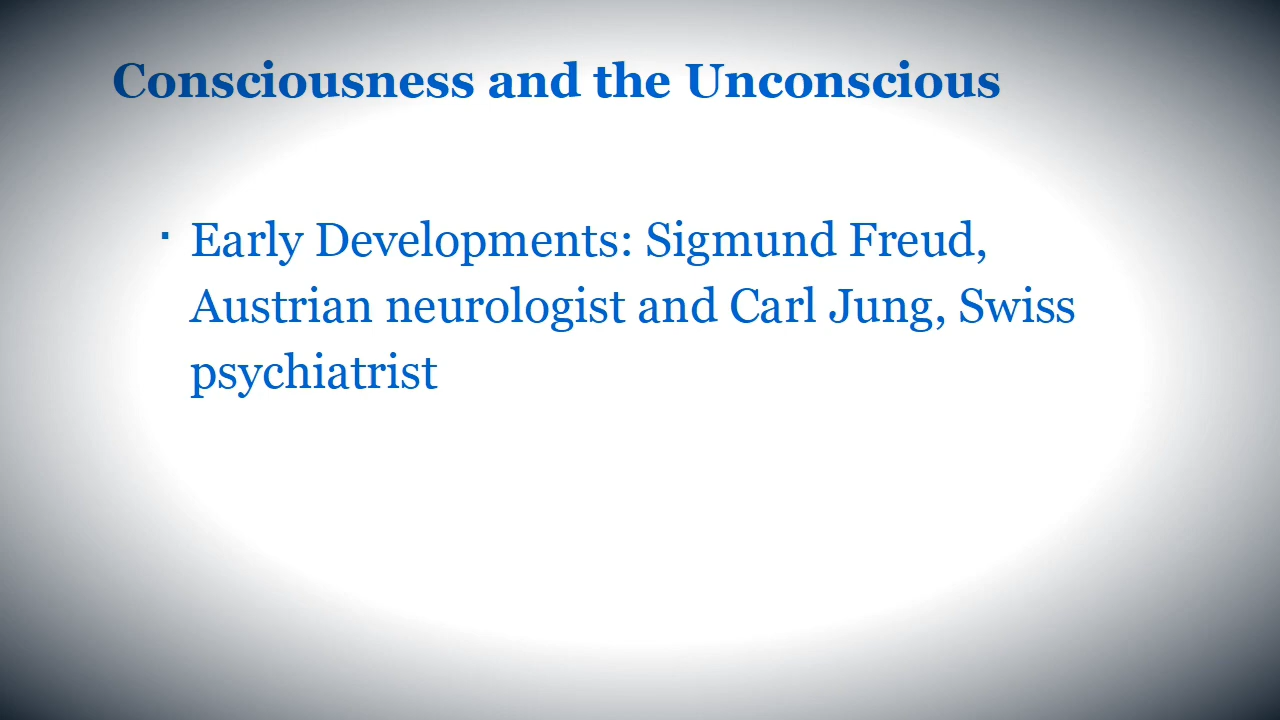 Consciousness and the Unconscious
▪ Early Developments: Sigmund Freud,
Austrian neurologist and Carl Jung, Swiss
psychiatrist